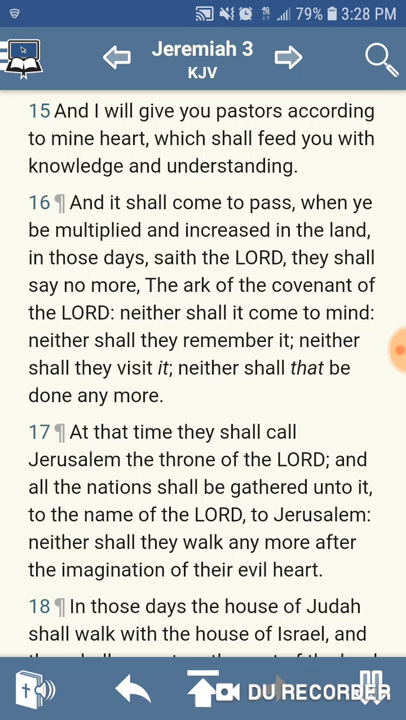 79% 3:28 PM
Jeremiah 3
KJV
15 And I will give you pastors according
to mine heart, which shall feed you with
knowledge and understanding.
16 ¶ And it shall come to pass, when ye
be multiplied and increased in the land,
in those days, saith the LORD, they shall
say no more, The ark of the covenant of
the LORD: neither shall it come to mind:
neither shall they remember it; neither
shall they visit it; neither shall that be
done any more.
17 ¶ At that time they shall call
Jerusalem the throne of the LORD; and
all the nations shall be gathered unto it,
to the name of the LORD, to Jerusalem:
neither shall they walk any more after
the imagination of their evil heart.
18 ¶ In those days the house of Judah
shall walk with the house of Israel, and
DU RECORDER